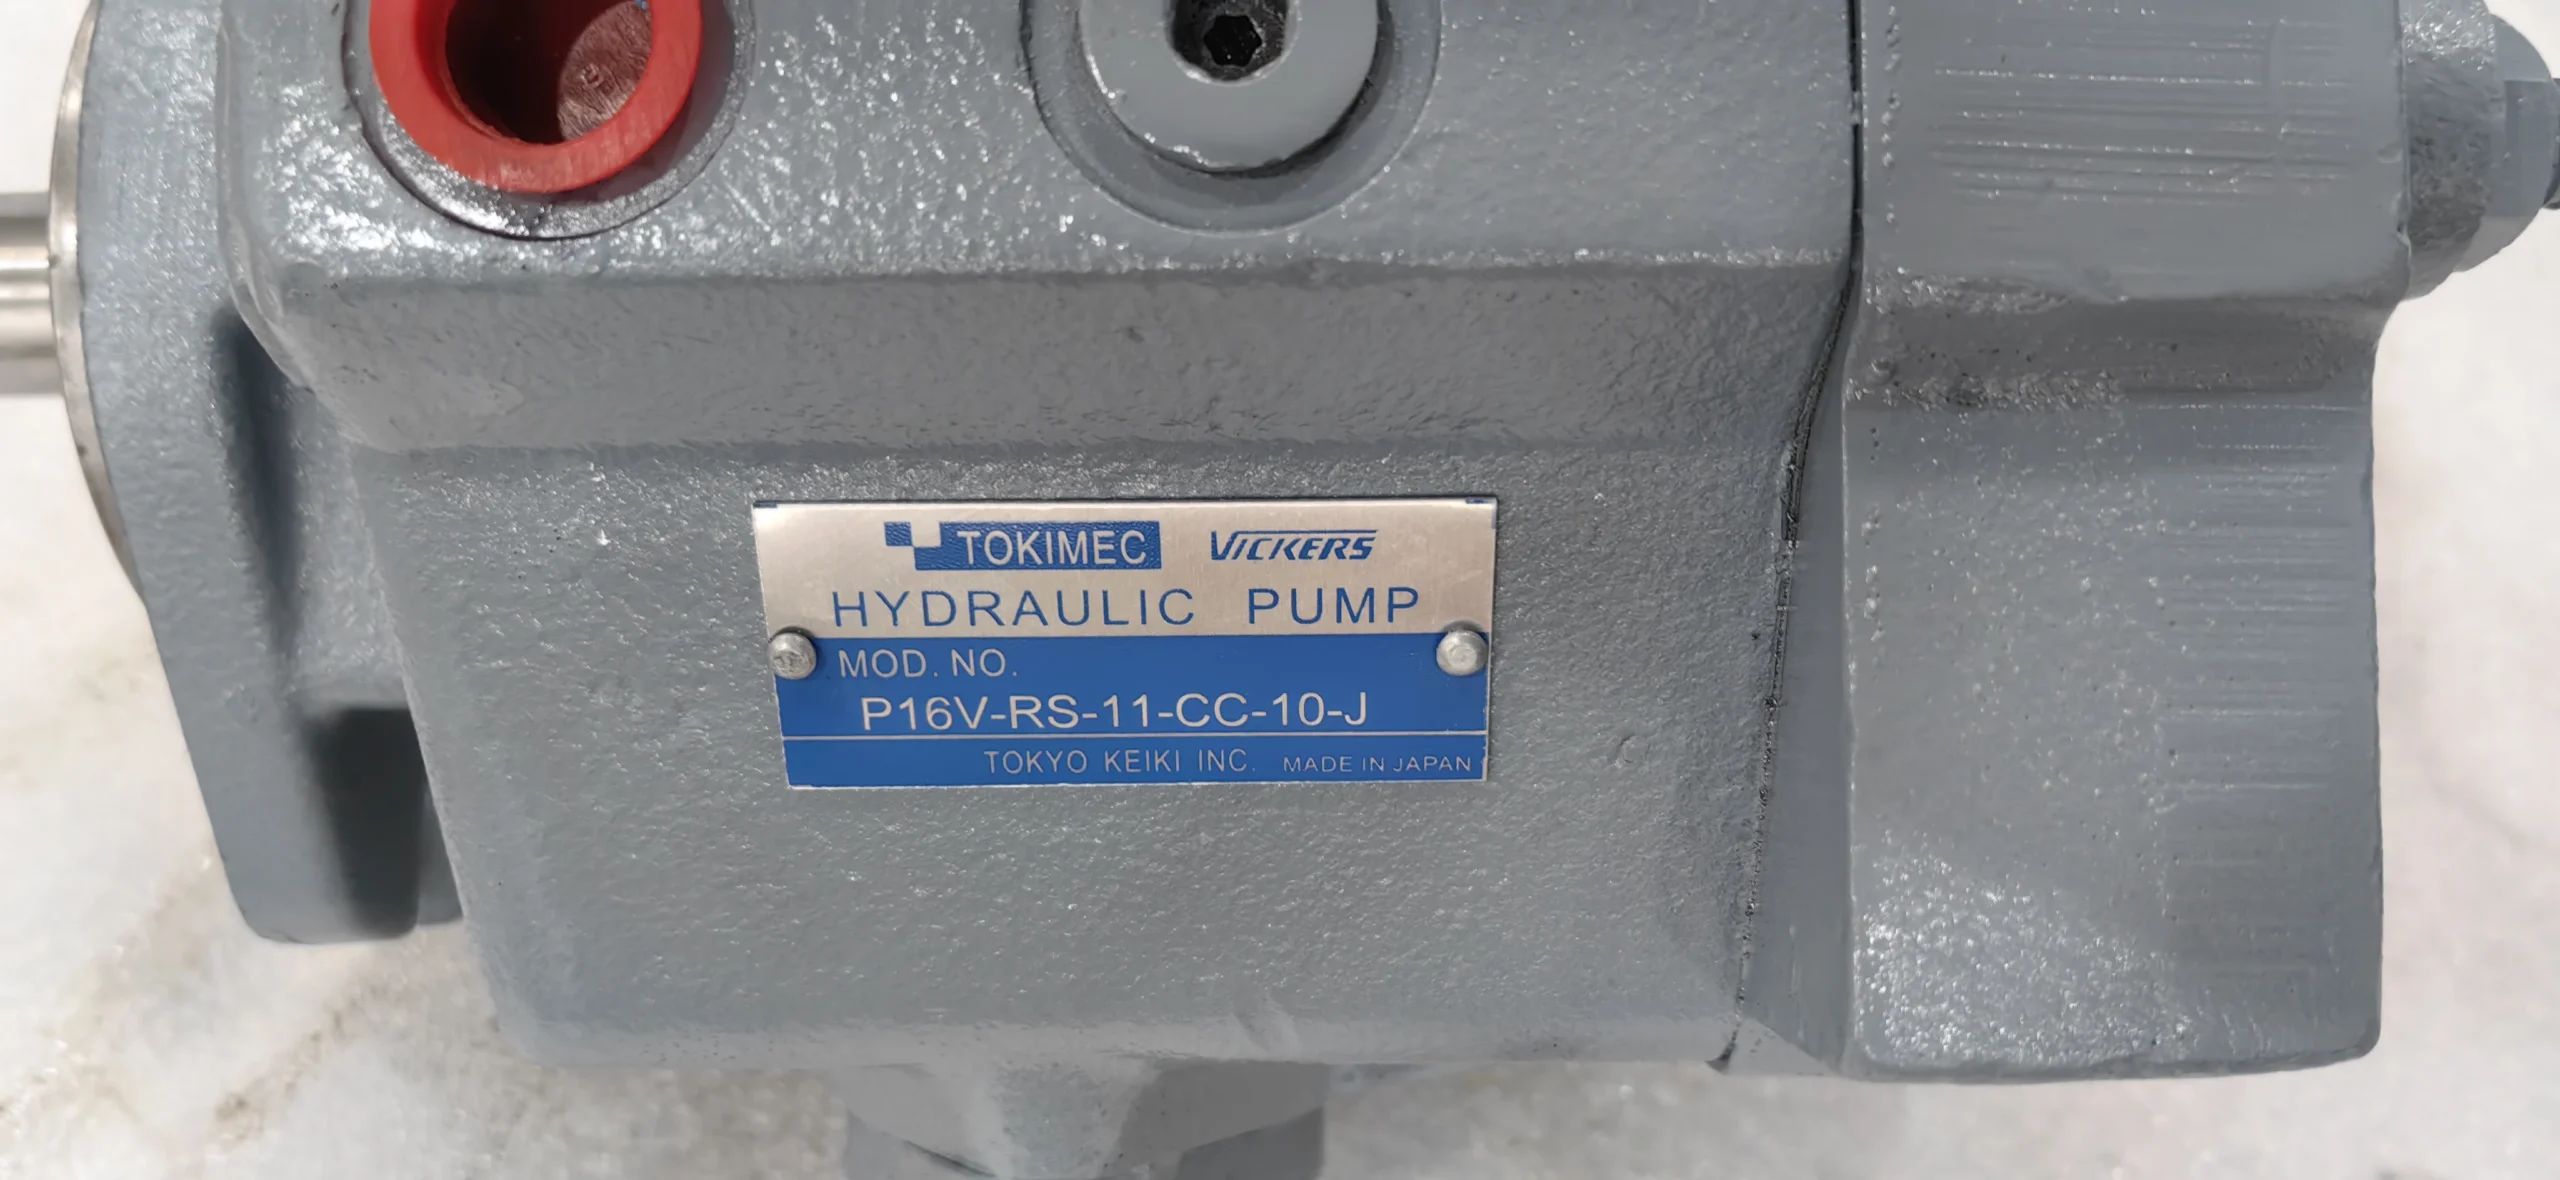 TOKIMEC VICKERS
HYDRAULIC PUMP
MOD. NO.
P16V-RS-11-CC-10-J
TOKYO KEIKI INC. MADE IN JAPAN